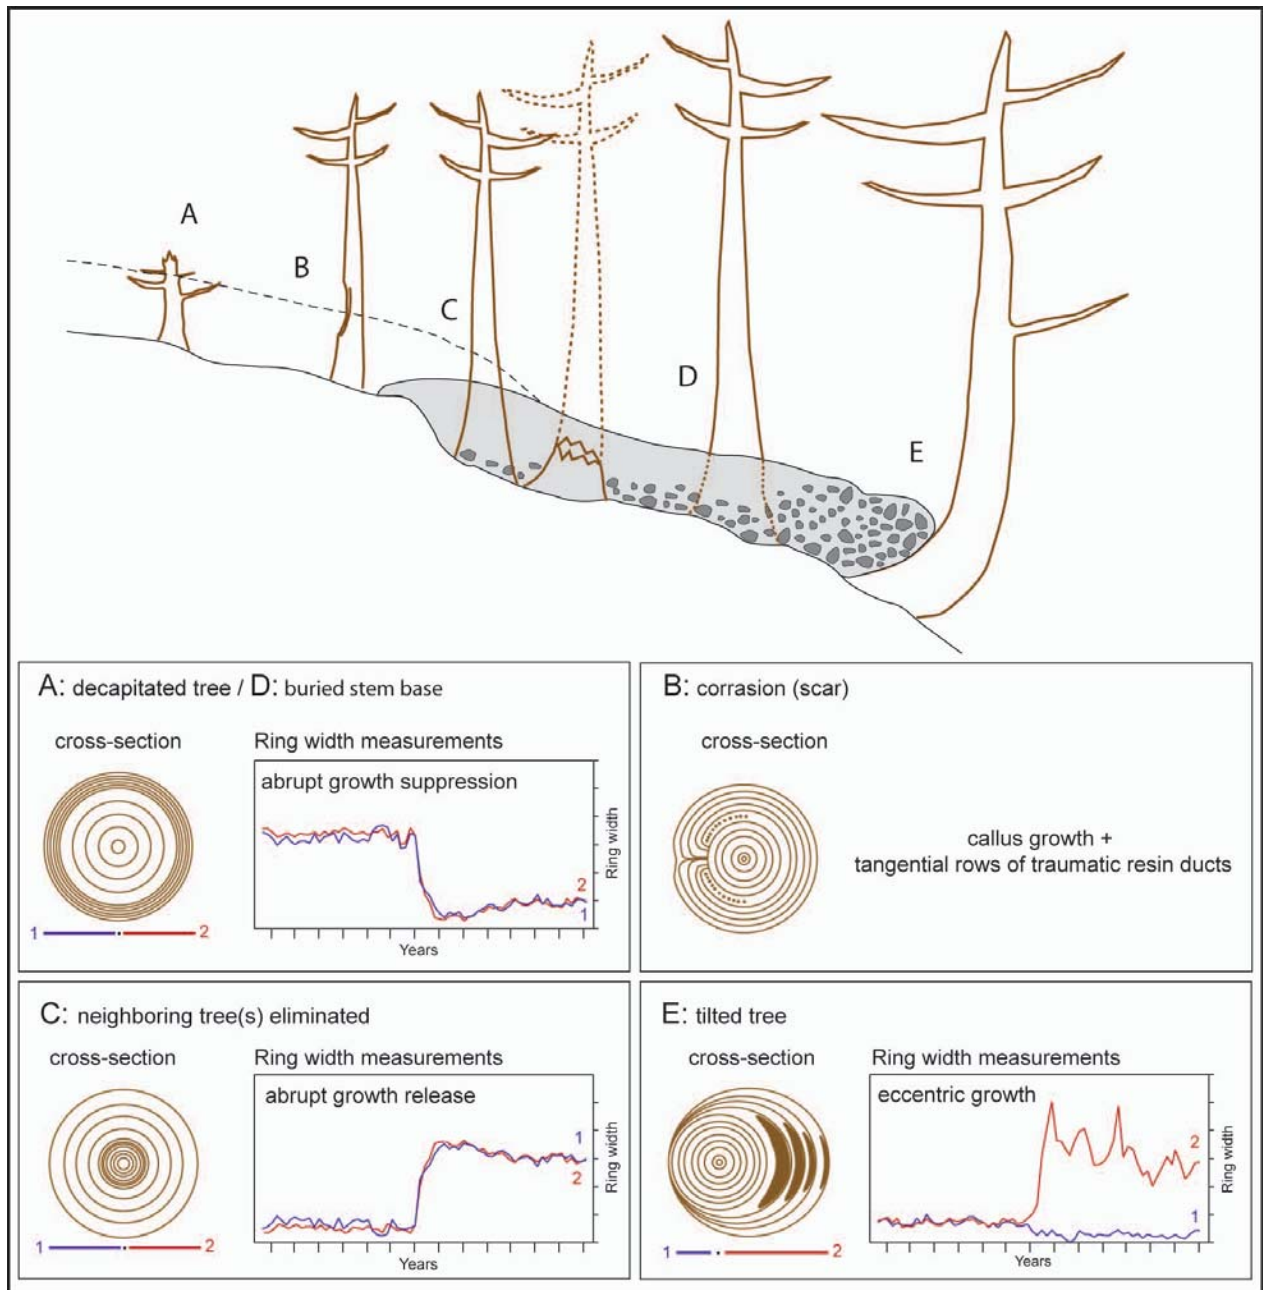 A
B
C
D
E
A: decapitated tree / D: buried stem base
cross-section
Ring width measurements
abrupt growth suppression
Ring width
2
1
Years
1
2
B: corrasion (scar)
cross-section
callus growth +
tangential rows of traumatic resin ducts
C: neighboring tree(s) eliminated
cross-section
Ring width measurements
abrupt growth release
Ring width
1
2
Years
1
2
E: tilted tree
cross-section
Ring width measurements
eccentric growth
Ring width
2
1
Years
1
2